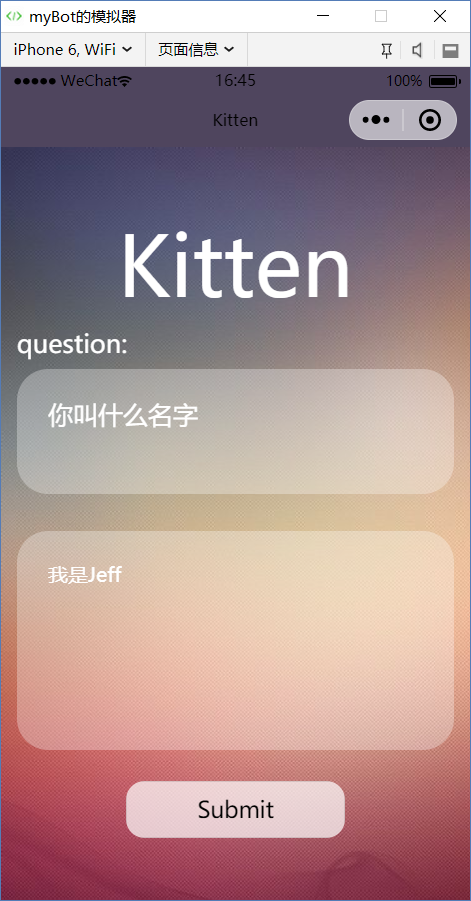 myBot的模拟器
iPhone 6, WiFi 页面信息
WeChat 16:45 100%
Kitten
Kitten
question:
你叫什么名字
我是Jeff
Submit